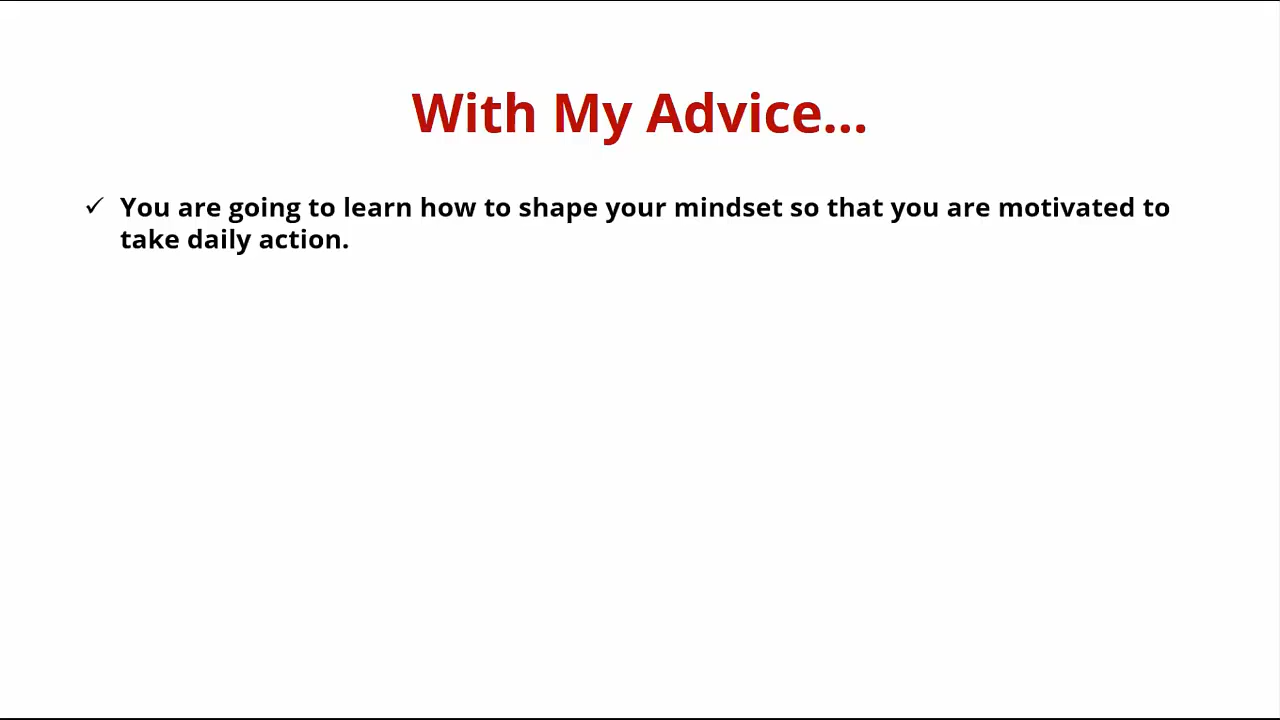 With My Advice...
✓ You are going to learn how to shape your mindset so that you are motivated to
take daily action.